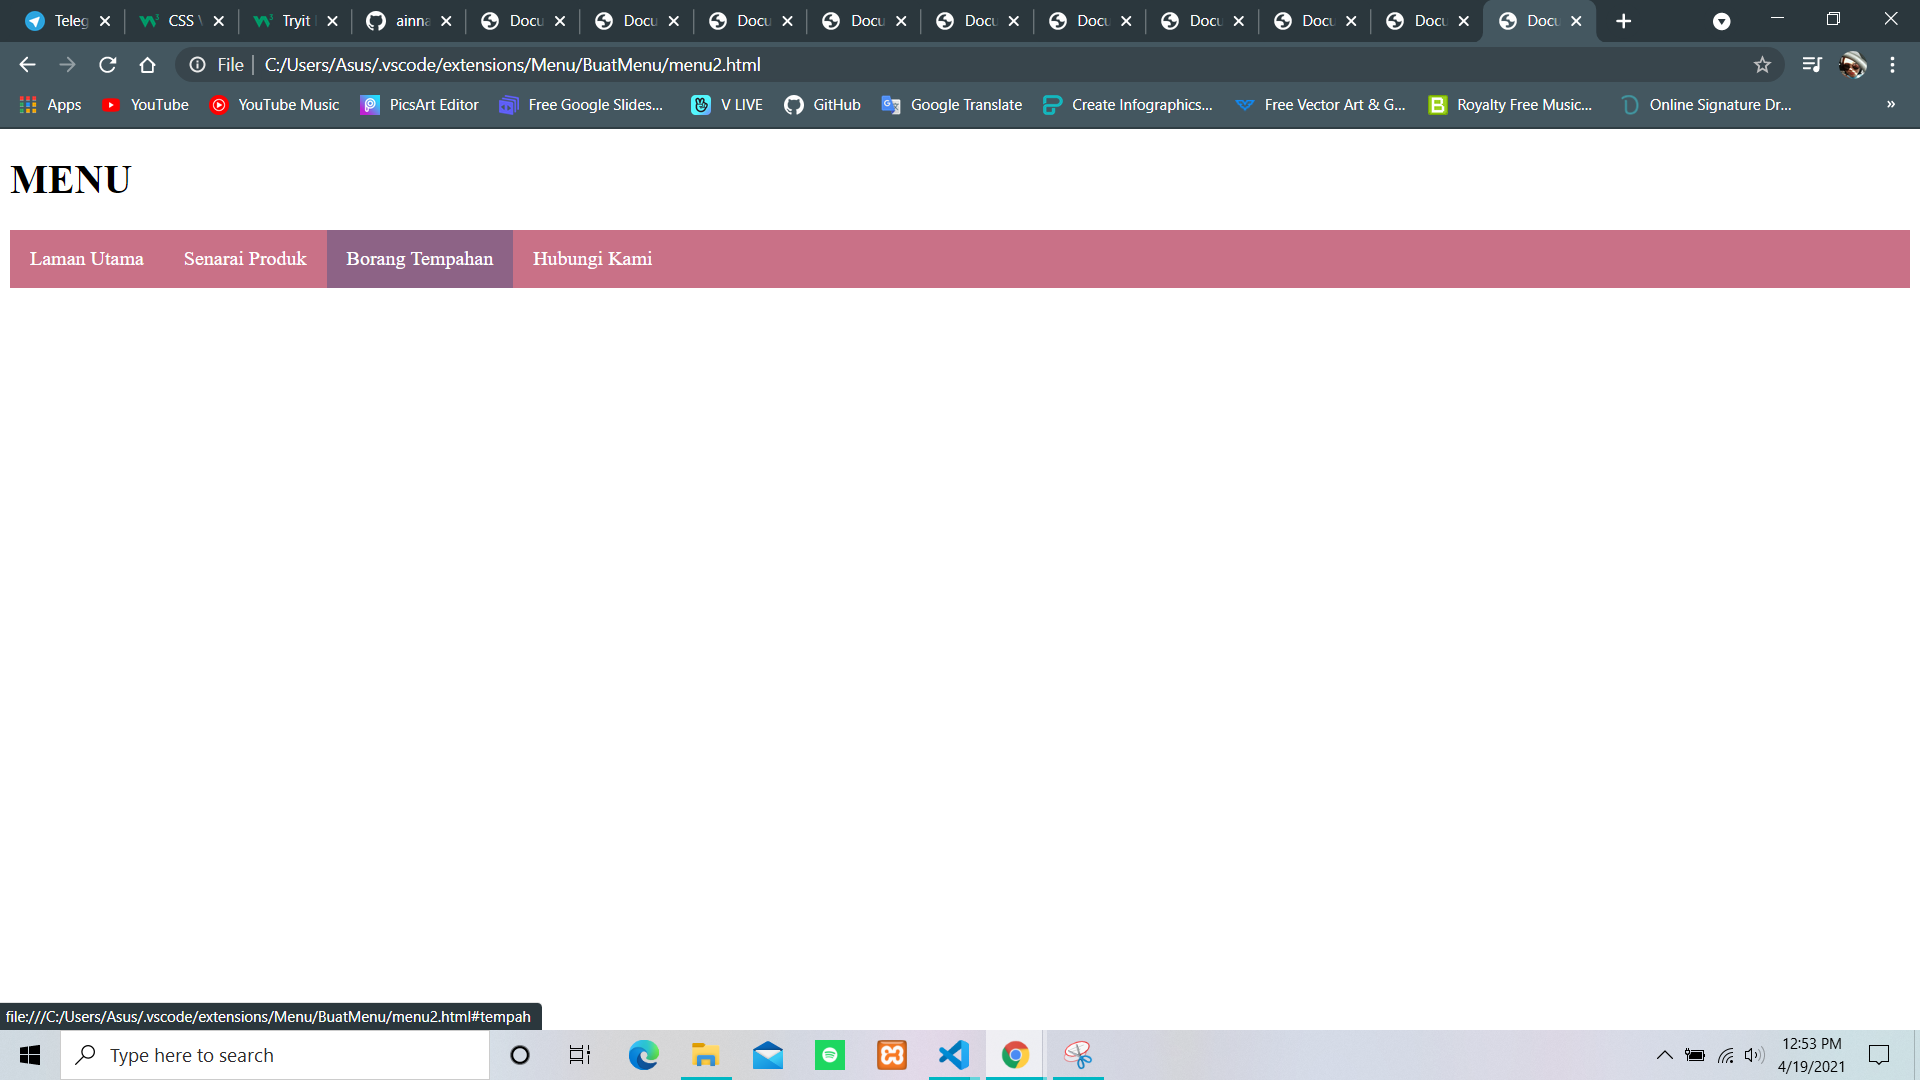 Teleg CSS Tryit ainna Docu Docu Docu Docu Docu Docu Docu Docu Docu Docu
File C:/Users/Asus/.vscode/extensions/Menu/BuatMenu/menu2.html
Apps YouTube YouTube Music PicsArt Editor Free Google Slides... V LIVE GitHub Google Translate Create Infographics... Free Vector Art & G... Royalty Free Music... Online Signature Dr... »
MENU
Laman Utama Senarai Produk Borang Tempahan Hubungi Kami
file:///C:/Users/Asus/.vscode/extensions/Menu/BuatMenu/menu2.html#tempah
Type here to search
12:53 PM
4/19/2021